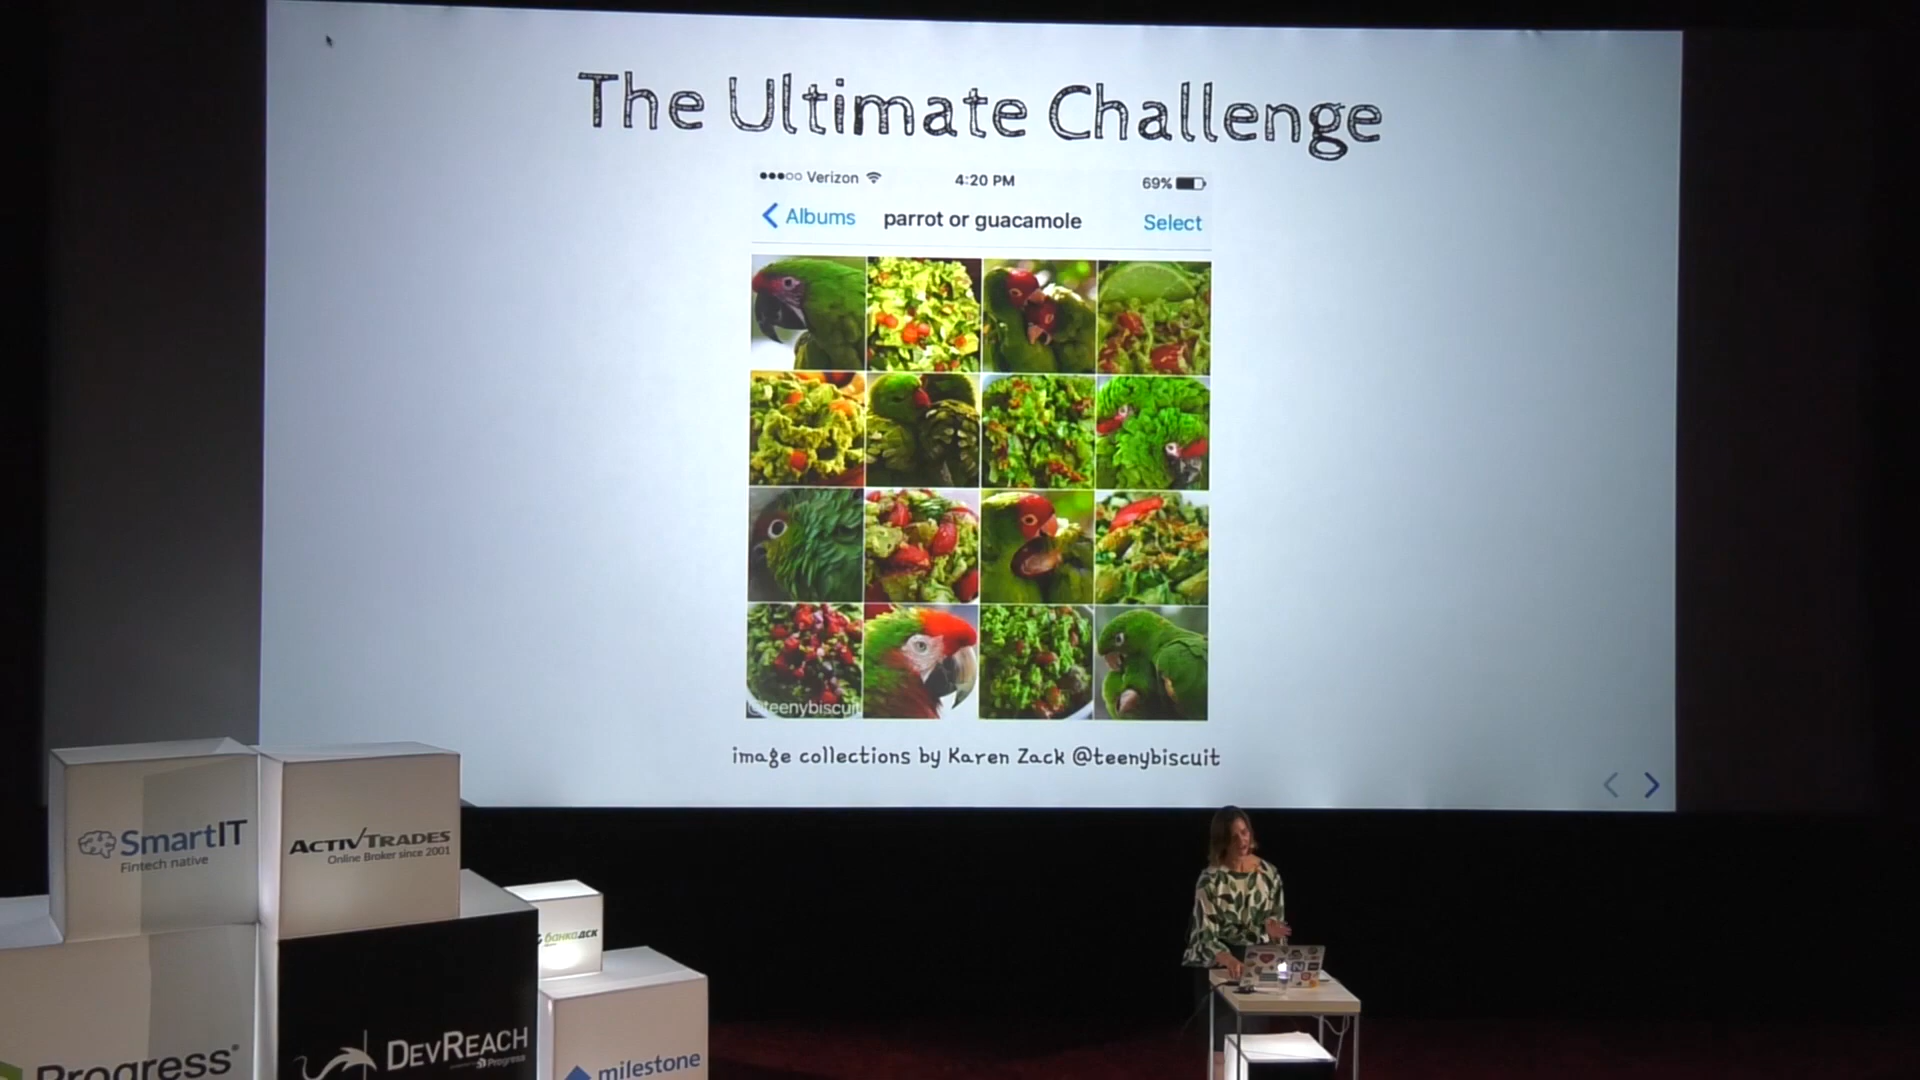 The Ultimate Challenge
Verizon
4:20 PM
69%
Albums
parrot or guacamole
Select
@teenybiscuit
image collections by Karen Zack @teenybiscuit
SmartIT
Fintech native
ACTIVTRADES
Online Broker since 2001
банкаДСК
DEVREACH
Progress
Progress
milestone